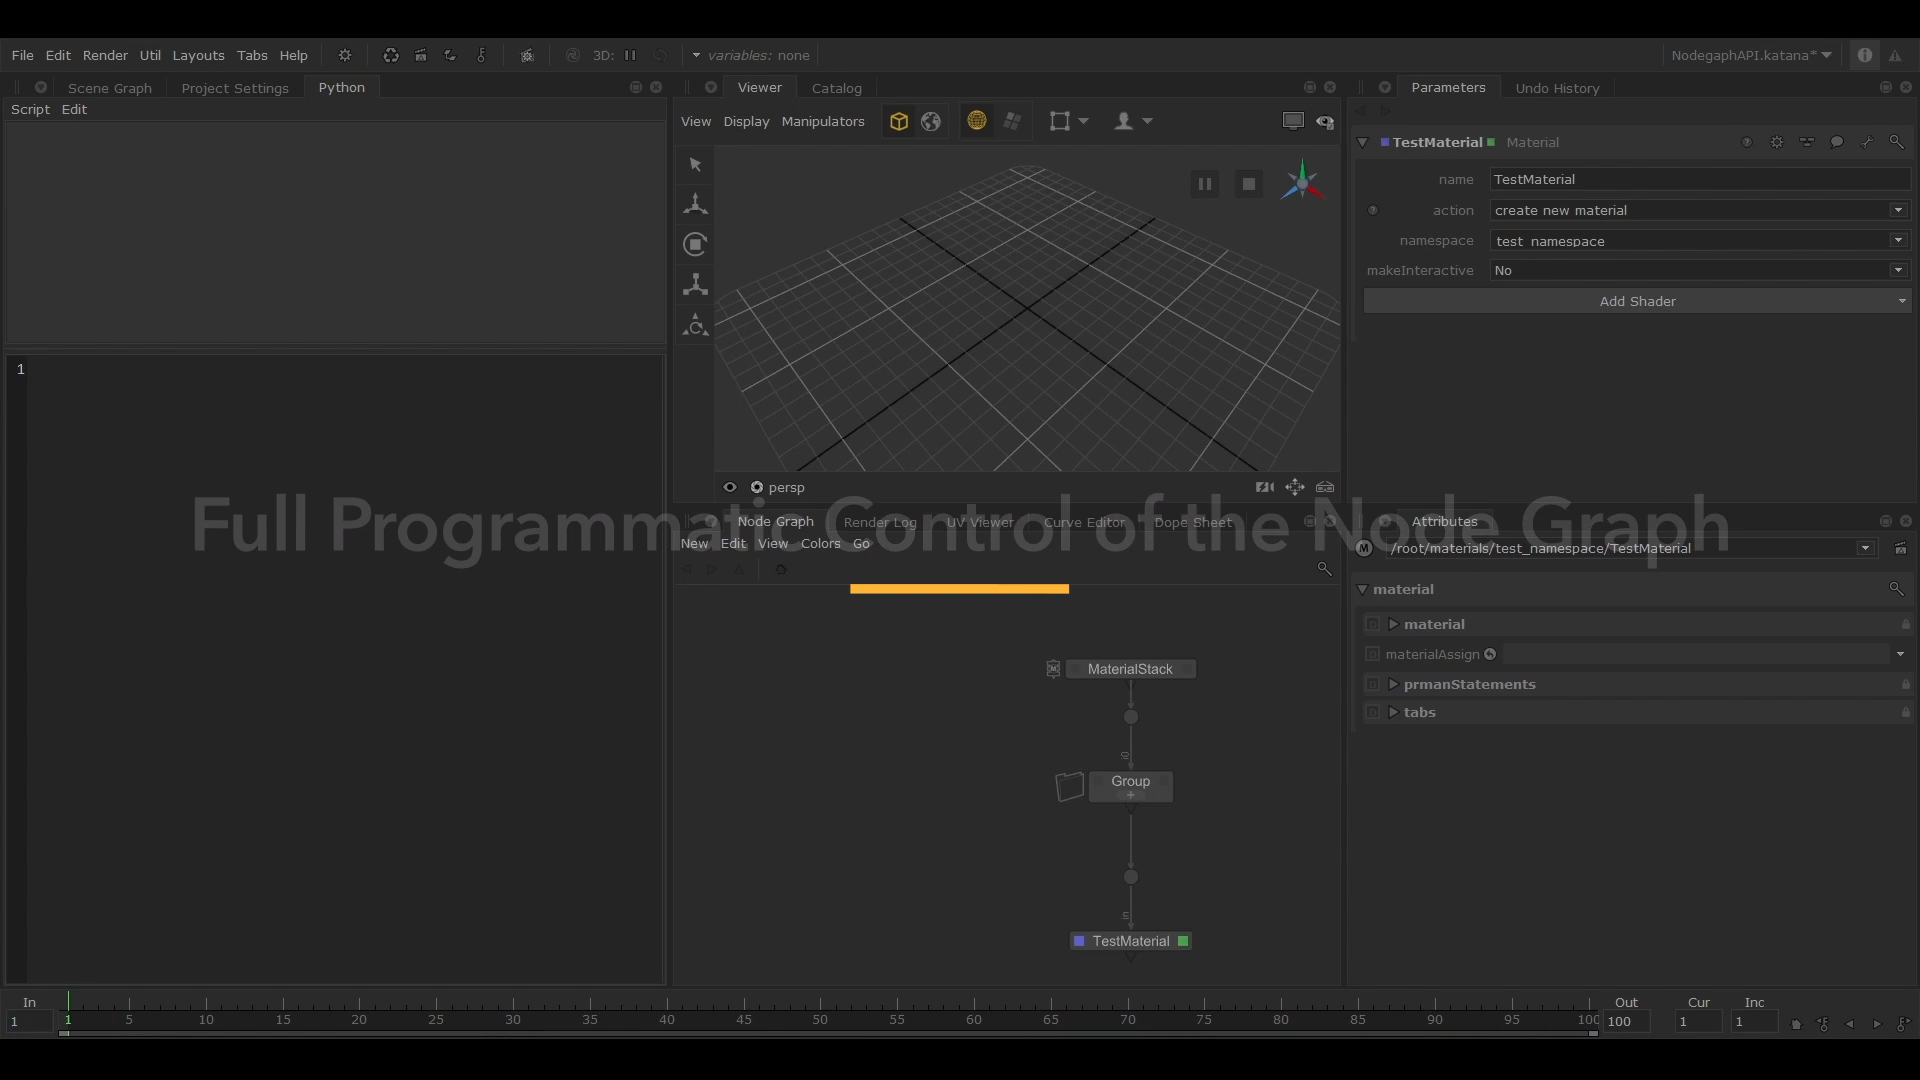 File Edit Render Util Layouts Tabs Help 3D: variables: none NodegaphAPI.katana*
Scene Graph Project Settings Python
Script Edit
1
Viewer Catalog
View Display Manipulators
persp
Full Programmatic Control of the Node Graph
Node Graph Render Log UV Viewer Curve Editor Dope Sheet
New Edit View Colors Go
MaterialStack
i0
Group
in
TestMaterial
Parameters Undo History
TestMaterial Material
name TestMaterial
action create new material
namespace test_namespace
makeInteractive No
Add Shader
Attributes
/root/materials/test_namespace/TestMaterial
material
material
materialAssign
prmanStatements
tabs
In Out Cur Inc
1 1 5 10 15 20 25 30 35 40 45 50 55 60 65 70 75 80 85 90 95 100 100 1 1